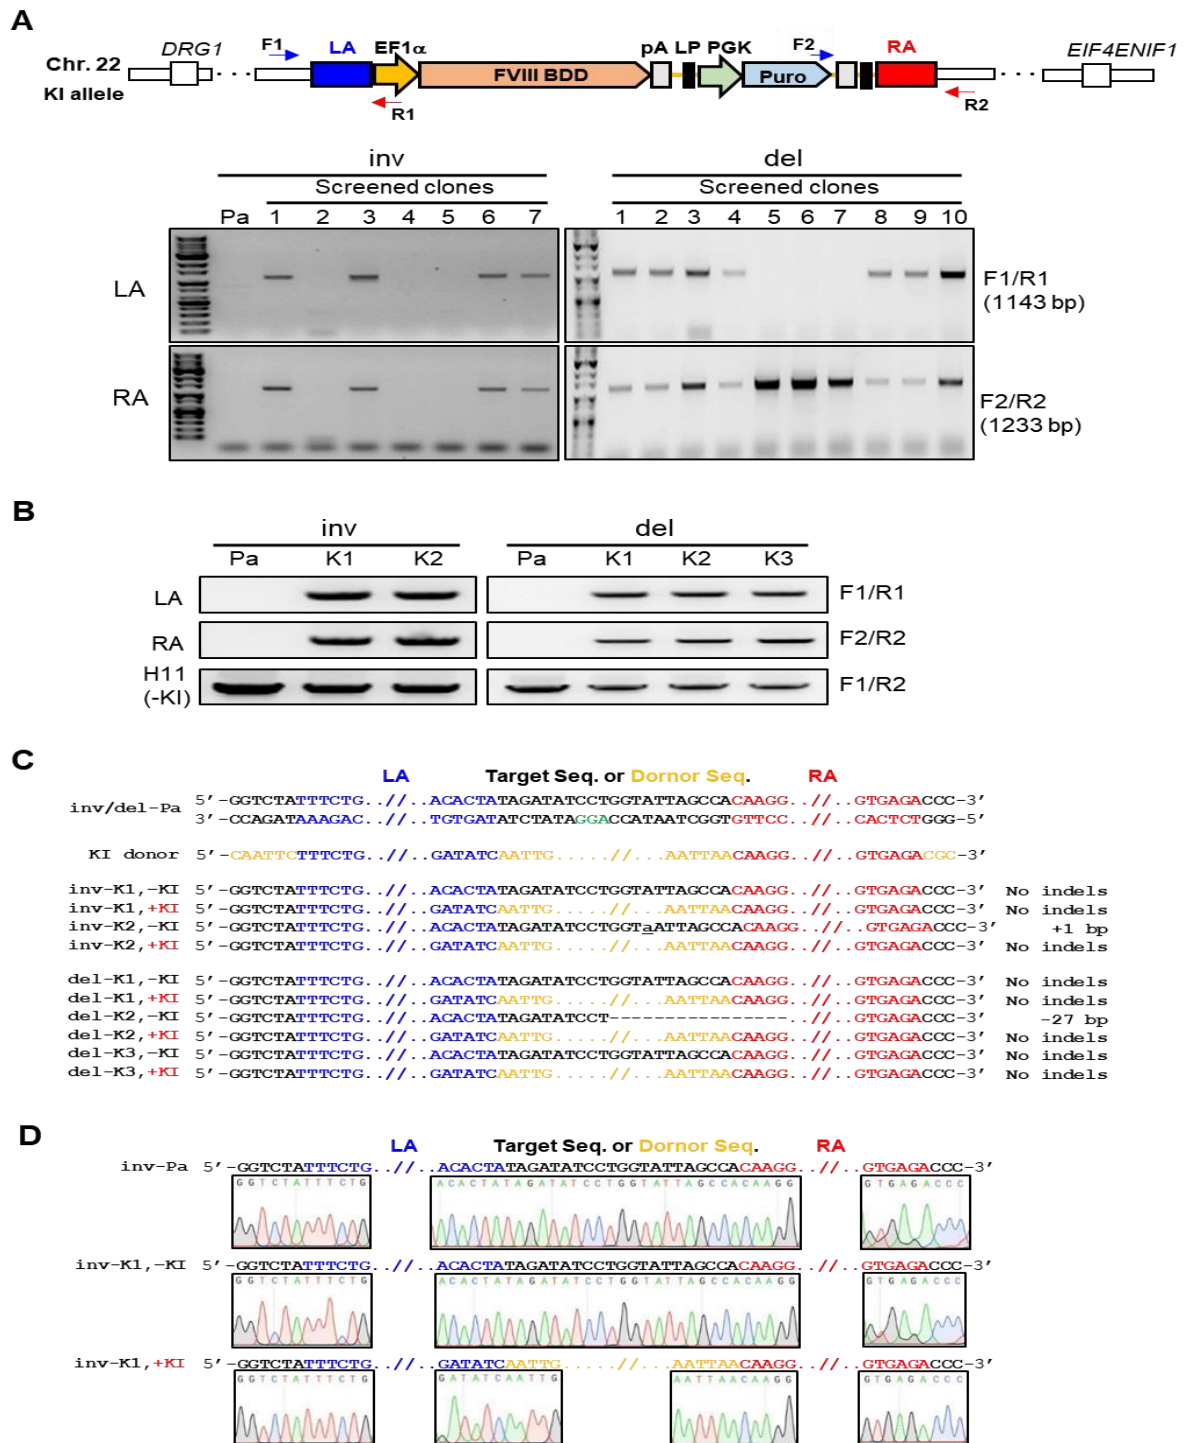 A
DRG1 F1 LA EF1α pA LP PGK F2 RA EIF4ENIF1
Chr. 22
KI allele
FVIII BDD Puro
R1 R2
inv del
Screened clones Screened clones
Pa 1 2 3 4 5 6 7 1 2 3 4 5 6 7 8 9 10
LA F1/R1
(1143 bp)
RA F2/R2
(1233 bp)
B
inv del
Pa K1 K2 Pa K1 K2 K3
LA F1/R1
RA F2/R2
H11
(-KI) F1/R2
C
LA Target Seq. or Dornor Seq. RA
inv/del-Pa 5’-GGTCTATTTCTG..//..ACACTATAGATATCCTGGTATTAGCCACAAGG..//..GTGAGACCC-3’
3’-CCAGATAAAGAC..//..TGTGATATCTATAGGACCATAATCGGTGTTCC..//..CACTCTGGG-5’
KI donor 5’-CAATTCTTTCTG..//..GATATCAATTG.....//...AATTAACAAGG..//..GTGAGACGC-3’
inv-K1,-KI 5’-GGTCTATTTCTG..//..ACACTATAGATATCCTGGTATTAGCCACAAGG..//..GTGAGACCC-3’ No indels
inv-K1,+KI 5’-GGTCTATTTCTG..//..GATATCAATTG.....//...AATTAACAAGG..//..GTGAGACCC-3’ No indels
inv-K2,-KI 5’-GGTCTATTTCTG..//..ACACTATAGATATCCTGGTaATTAGCCACAAGG..//..GTGAGACCC-3’ +1 bp
inv-K2,+KI 5’-GGTCTATTTCTG..//..GATATCAATTG.....//...AATTAACAAGG..//..GTGAGACCC-3’ No indels
del-K1,-KI 5’-GGTCTATTTCTG..//..ACACTATAGATATCCTGGTATTAGCCACAAGG..//..GTGAGACCC-3’ No indels
del-K1,+KI 5’-GGTCTATTTCTG..//..GATATCAATTG.....//...AATTAACAAGG..//..GTGAGACCC-3’ No indels
del-K2,-KI 5’-GGTCTATTTCTG..//..ACACTATAGATATCCT----------------..//..GTGAGACCC-3’ -27 bp
del-K2,+KI 5’-GGTCTATTTCTG..//..GATATCAATTG.....//...AATTAACAAGG..//..GTGAGACCC-3’ No indels
del-K3,-KI 5’-GGTCTATTTCTG..//..ACACTATAGATATCCTGGTATTAGCCACAAGG..//..GTGAGACCC-3’ No indels
del-K3,+KI 5’-GGTCTATTTCTG..//..GATATCAATTG.....//...AATTAACAAGG..//..GTGAGACCC-3’ No indels
D
LA Target Seq. or Dornor Seq. RA
inv-Pa 5’-GGTCTATTTCTG..//..ACACTATAGATATCCTGGTATTAGCCACAAGG..//..GTGAGACCC-3’
GGTCTATTTCTG ACACTATAGATATCCTGGTATTAGCCACAAGG GTGAGACCC
inv-K1,-KI 5’-GGTCTATTTCTG..//..ACACTATAGATATCCTGGTATTAGCCACAAGG..//..GTGAGACCC-3’
GGTCTATTTCTG ACACTATAGATATCCTGGTATTAGCCACAAGG GTGAGACCC
inv-K1,+KI 5’-GGTCTATTTCTG..//..GATATCAATTG.....//...AATTAACAAGG..//..GTGAGACCC-3’
GGTCTATTTCTG GATATCAATTG AATTAACAAGG GTGAGACCC